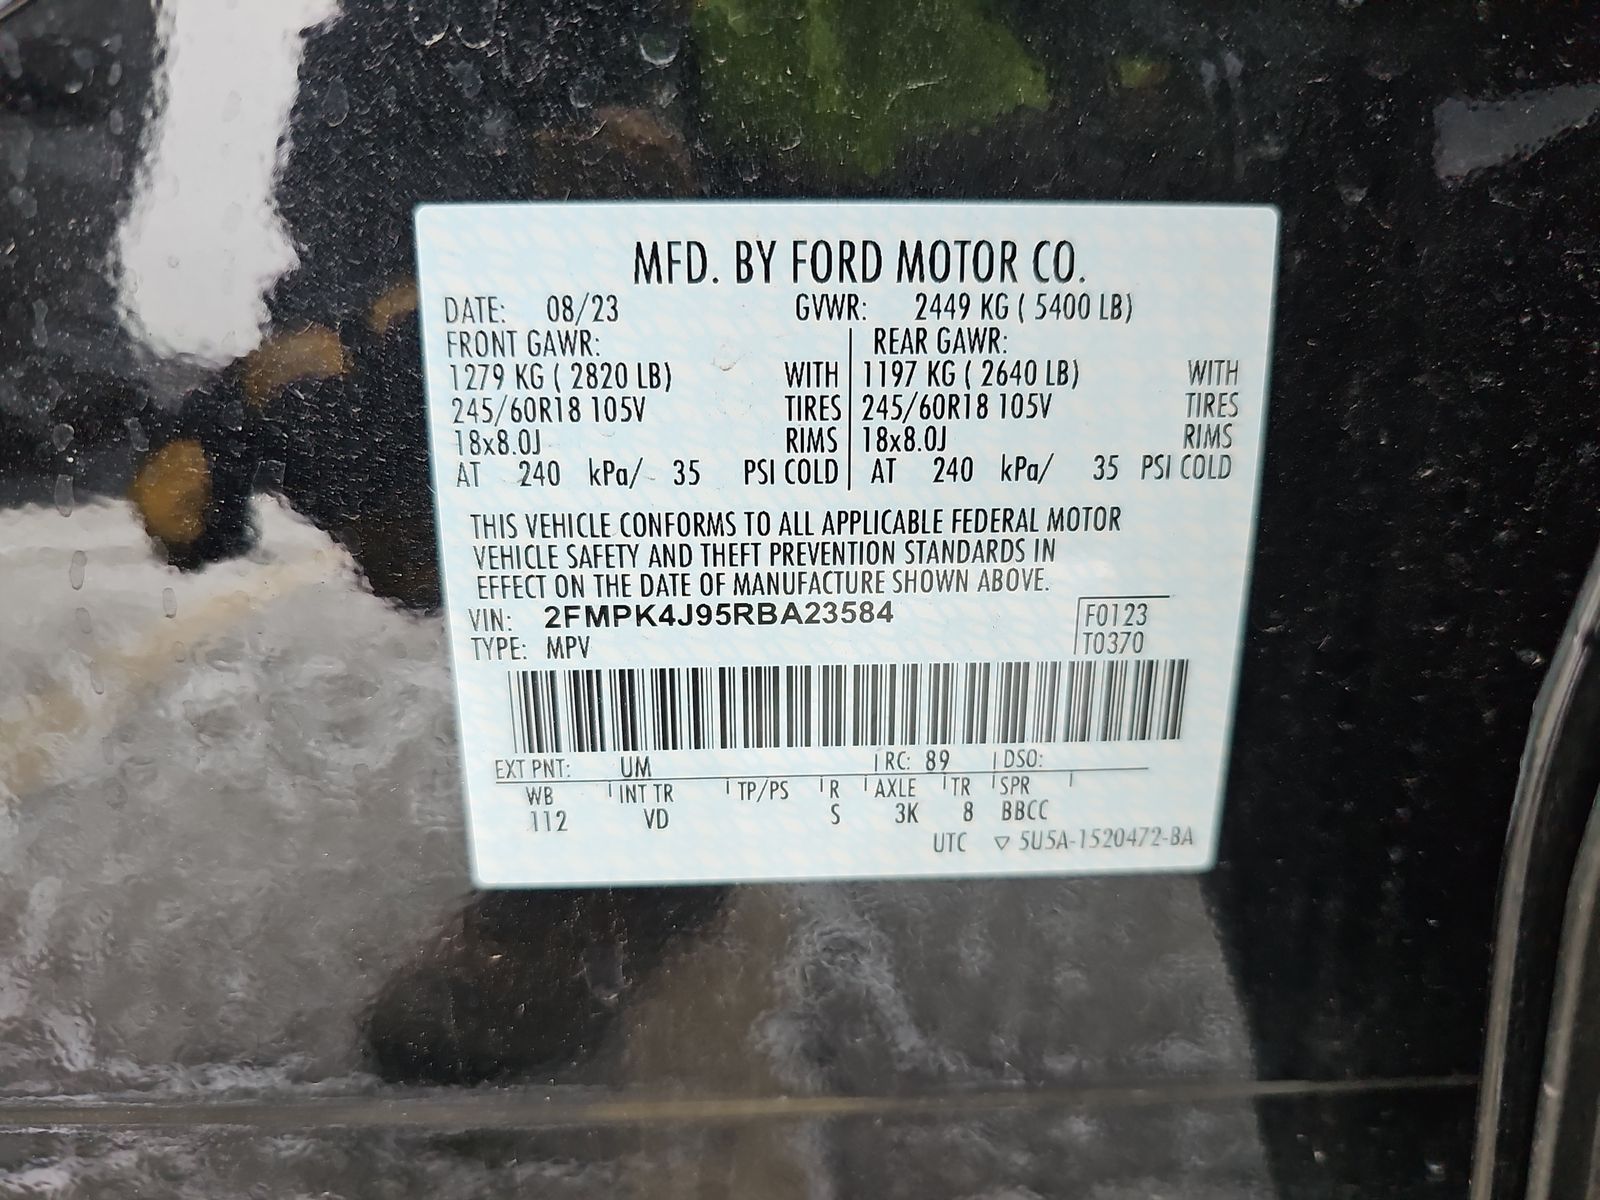 MFD. BY FORD MOTOR CO.
DATE: 08/23 GVWR: 2449 KG ( 5400 LB)
FRONT GAWR: REAR GAWR:
1279 KG ( 2820 LB) WITH 1197 KG ( 2640 LB) WITH
245/60R18 105V TIRES 245/60R18 105V TIRES
18x8.0J RIMS 18x8.0J RIMS
AT 240 kPa/ 35 PSI COLD AT 240 kPa/ 35 PSI COLD
THIS VEHICLE CONFORMS TO ALL APPLICABLE FEDERAL MOTOR
VEHICLE SAFETY AND THEFT PREVENTION STANDARDS IN
EFFECT ON THE DATE OF MANUFACTURE SHOWN ABOVE.
VIN: 2FMPK4J95RBA23584 F0123
TYPE: MPV T0370
EXT PNT: UM RC: 89 DSO:
WB INT TR TP/PS R AXLE TR SPR
112 VD S 3K 8 BBCC
UTC ▽ 5U5A-1520472-BA